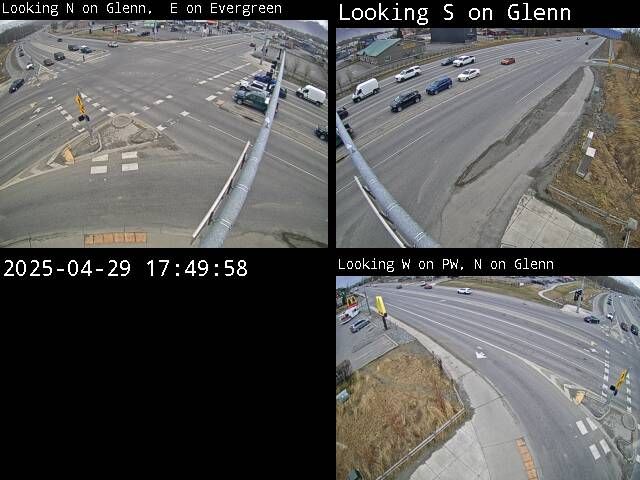 Looking N on Glenn,  E on Evergreen
Looking S on Glenn
2025-04-29 17:49:58
Looking W on PW, N on Glenn